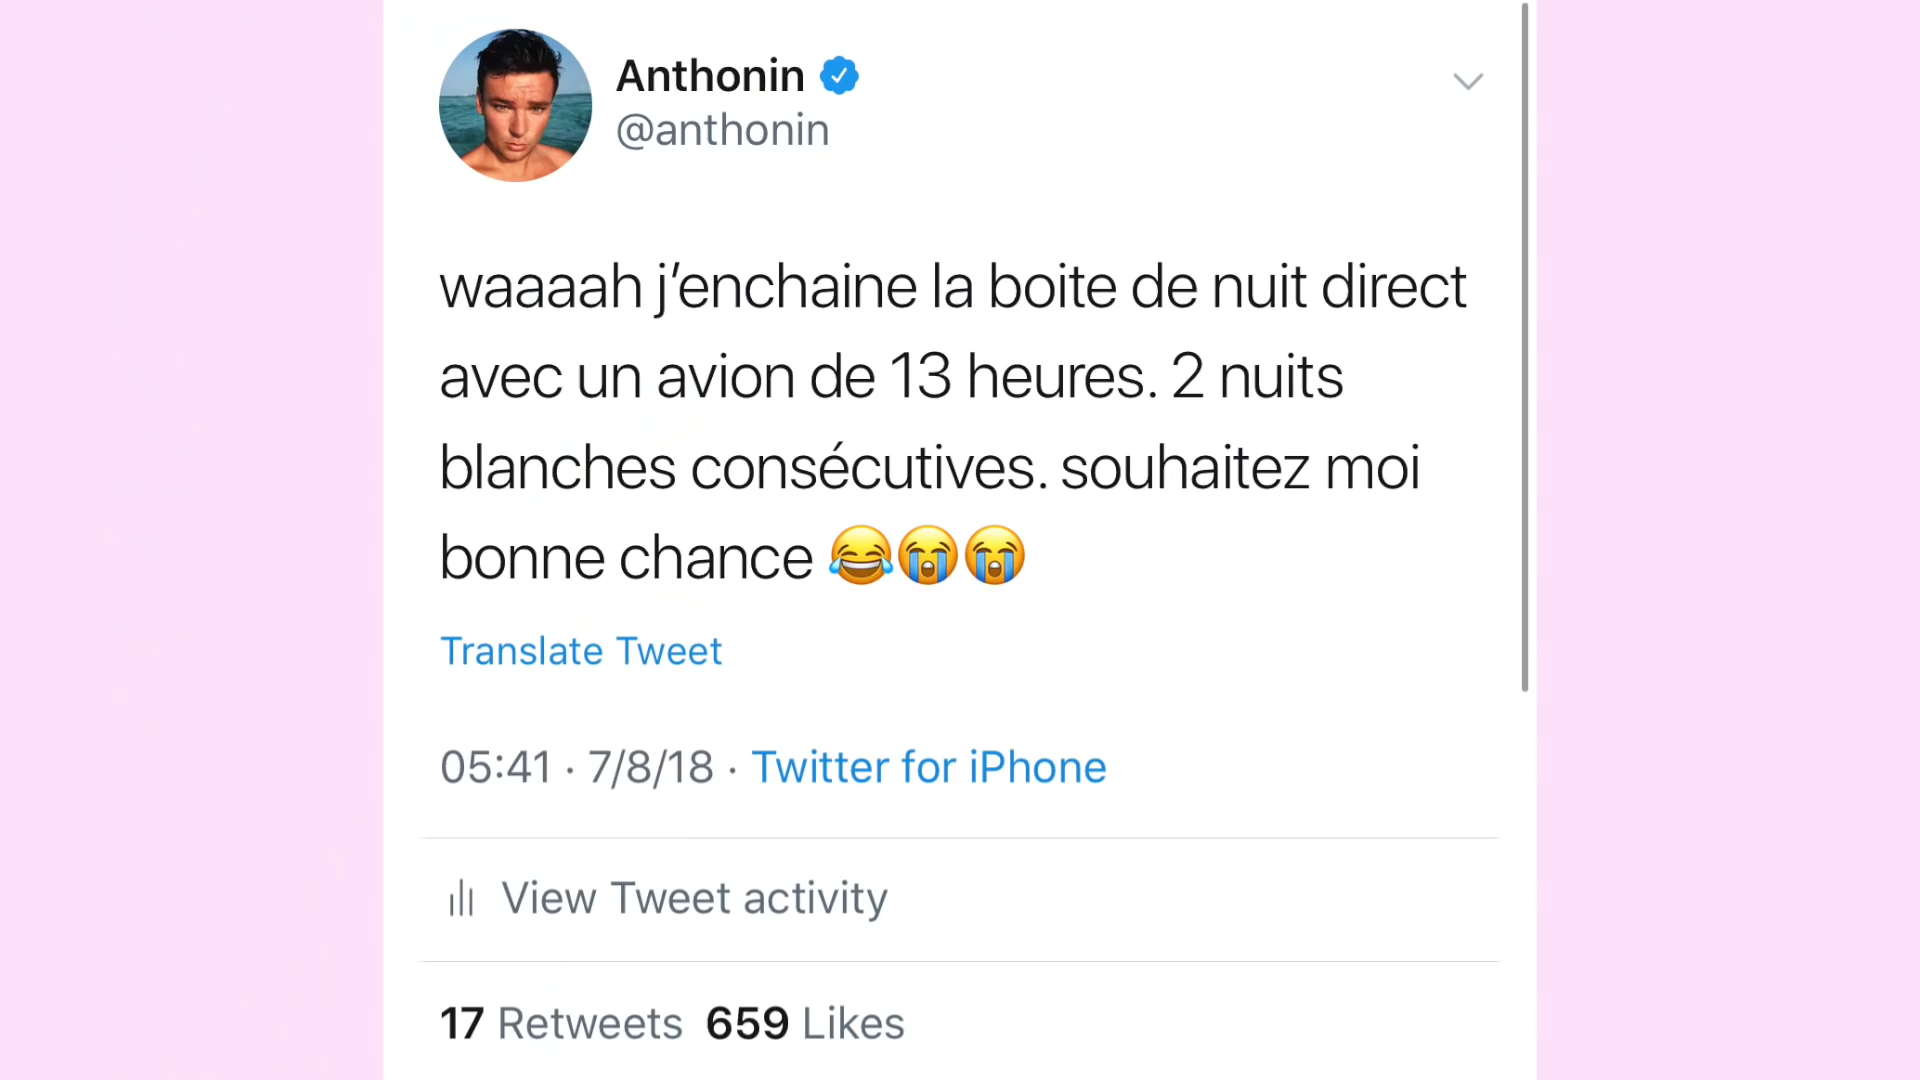 Anthonin
@anthonin
waaaah j’enchaine la boite de nuit direct
avec un avion de 13 heures. 2 nuits
blanches consécutives. souhaitez moi
bonne chance 😂😭😭
Translate Tweet
05:41 · 7/8/18 · Twitter for iPhone
View Tweet activity
17 Retweets 659 Likes